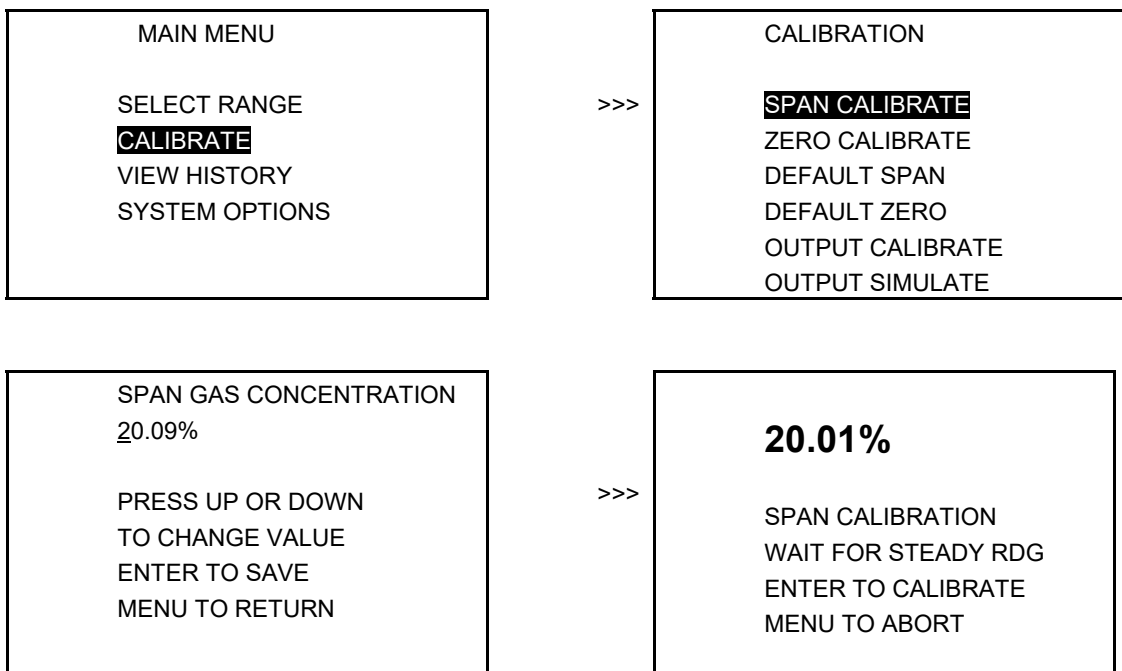 MAIN MENU
SELECT RANGE
CALIBRATE
VIEW HISTORY
SYSTEM OPTIONS
>>>
CALIBRATION
SPAN CALIBRATE
ZERO CALIBRATE
DEFAULT SPAN
DEFAULT ZERO
OUTPUT CALIBRATE
OUTPUT SIMULATE
SPAN GAS CONCENTRATION
20.09%
PRESS UP OR DOWN
TO CHANGE VALUE
ENTER TO SAVE
MENU TO RETURN
>>>
20.01%
SPAN CALIBRATION
WAIT FOR STEADY RDG
ENTER TO CALIBRATE
MENU TO ABORT